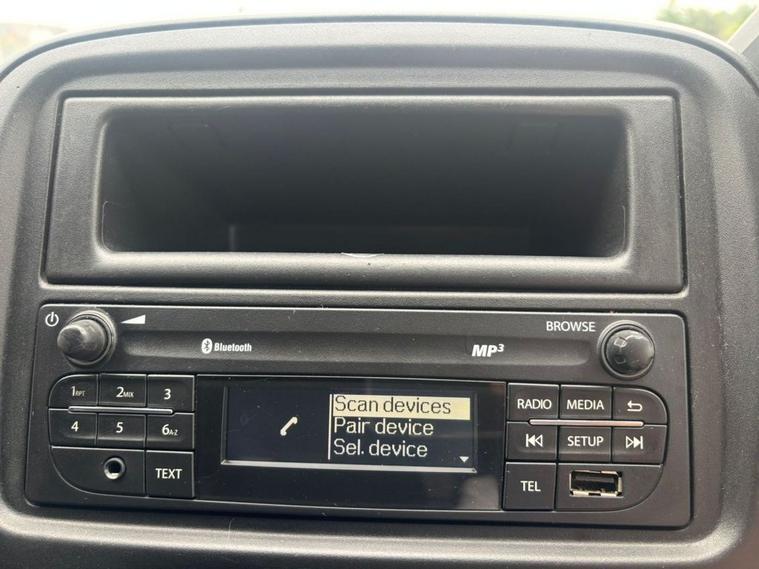 BROWSE
Bluetooth
MP3
1RPT 2MIX 3
4 5 6A-Z
TEXT
Scan devices
Pair device
Sel. device
RADIO MEDIA
SETUP
TEL